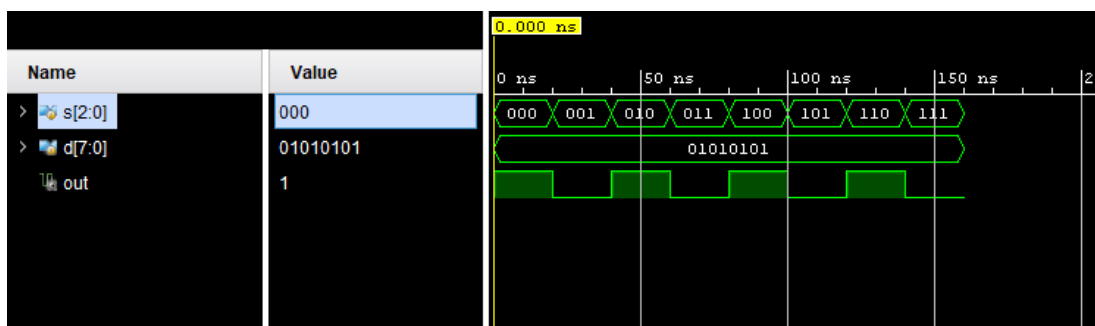 0.000 ns
Name Value 0 ns 50 ns 100 ns 150 ns 2
s[2:0] 000 000 001 010 011 100 101 110 111
d[7:0] 01010101 01010101
out 1